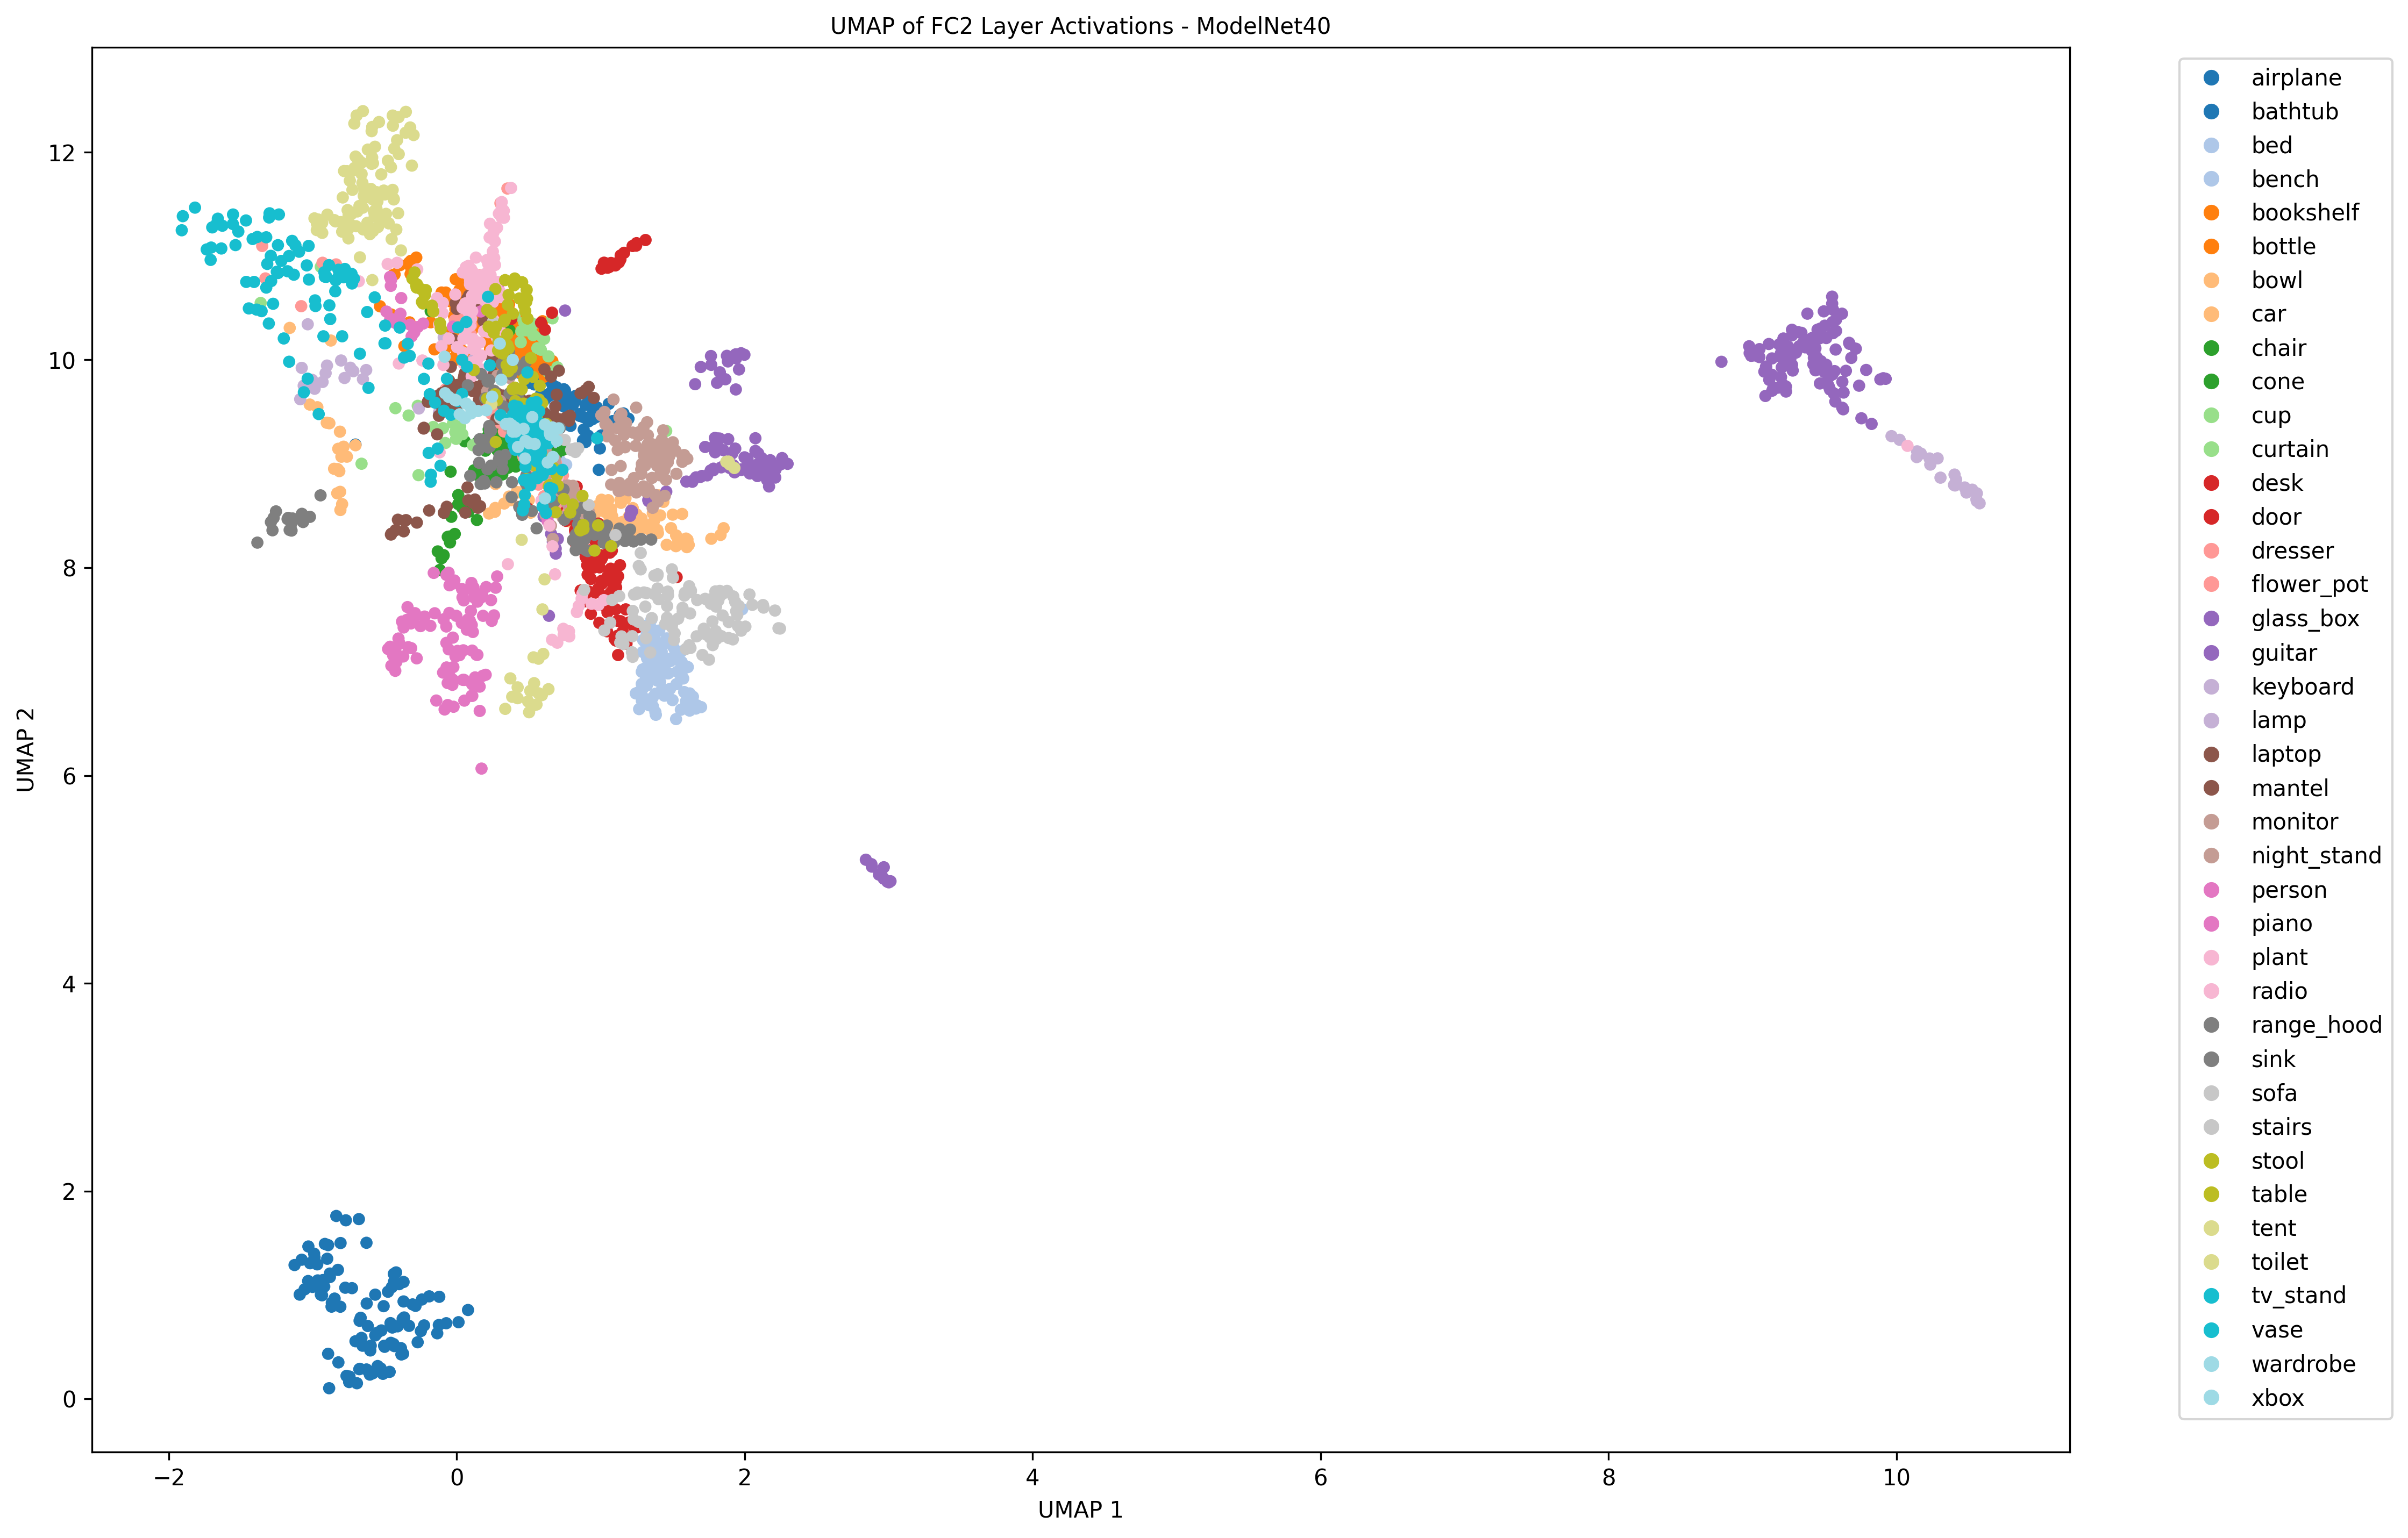 UMAP of FC2 Layer Activations - ModelNet40
12
10
8
6
4
2
0
UMAP 2
−2
0
2
4
6
8
10
UMAP 1
airplane
bathtub
bed
bench
bookshelf
bottle
bowl
car
chair
cone
cup
curtain
desk
door
dresser
flower_pot
glass_box
guitar
keyboard
lamp
laptop
mantel
monitor
night_stand
person
piano
plant
radio
range_hood
sink
sofa
stairs
stool
table
tent
toilet
tv_stand
vase
wardrobe
xbox